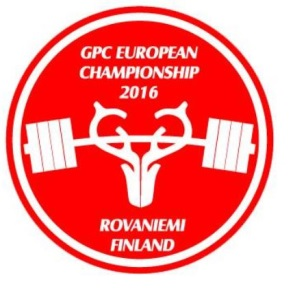 GPC EUROPEAN
CHAMPIONSHIP
2016
ROVANIEMI
FINLAND